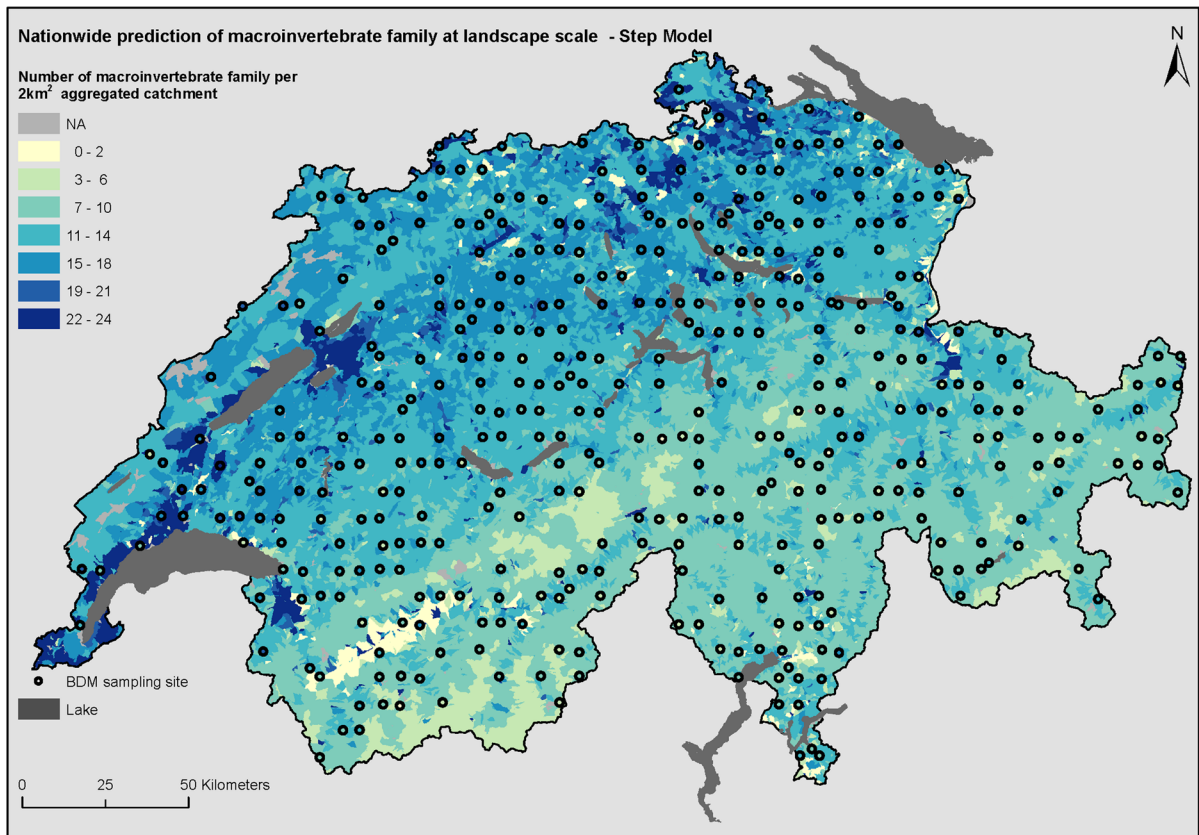 Nationwide prediction of macroinvertebrate family at landscape scale - Step Model
N
Number of macroinvertebrate family per
2km² aggregated catchment
NA
0 - 2
3 - 6
7 - 10
11 - 14
15 - 18
19 - 21
22 - 24
BDM sampling site
Lake
0 25 50 Kilometers